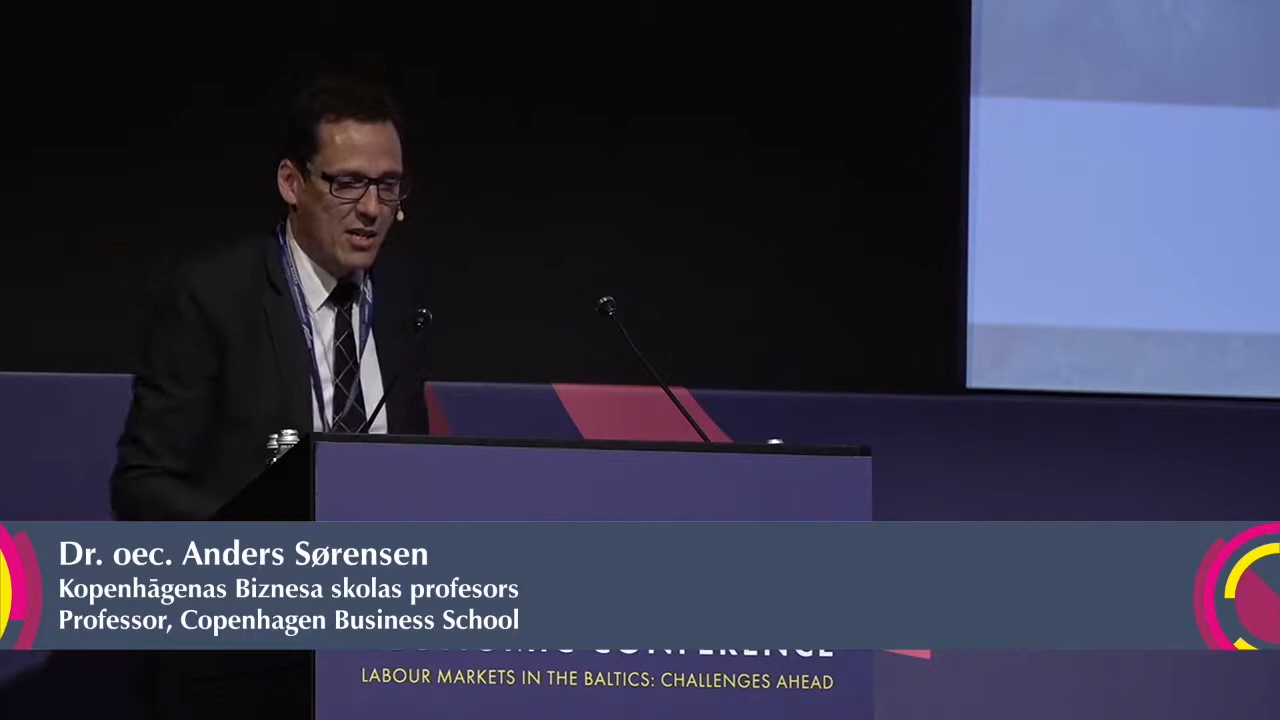 Dr. oec. Anders Sørensen
Kopenhāgenas Biznesa skolas profesors
Professor, Copenhagen Business School
CONFERENCE
LABOUR MARKETS IN THE BALTICS: CHALLENGES AHEAD